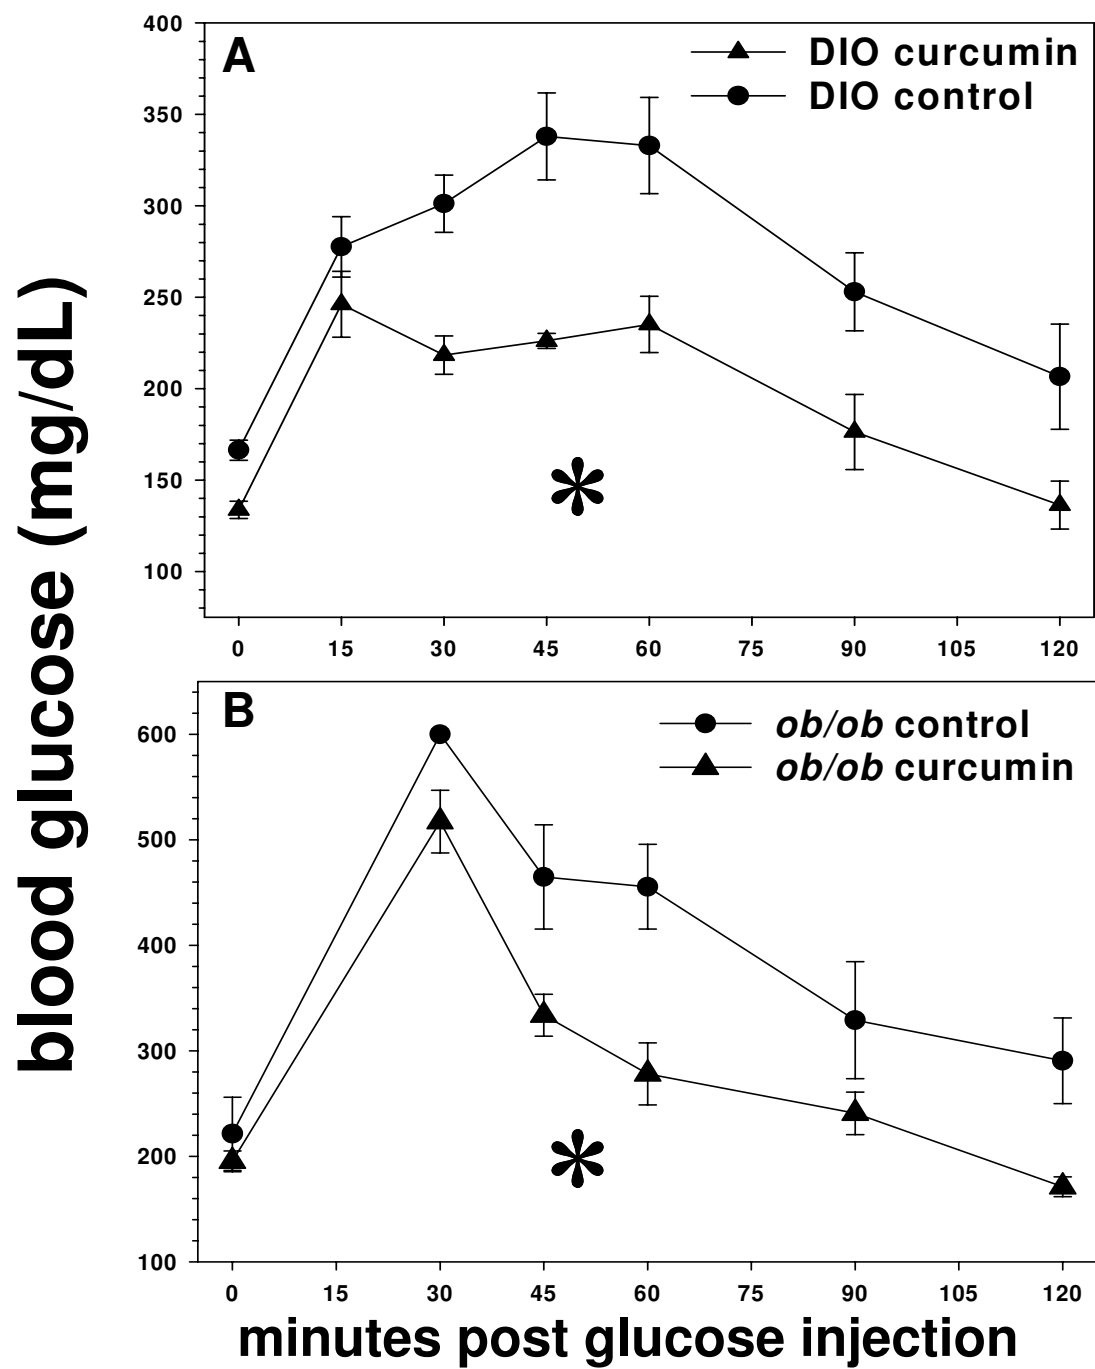 blood glucose (mg/dL)
A
DIO curcumin
DIO control
400
350
300
250
200
150
100
0 15 30 45 60 75 90 105 120
*
B
ob/ob control
ob/ob curcumin
600
500
400
300
200
100
0 15 30 45 60 75 90 105 120
*
minutes post glucose injection